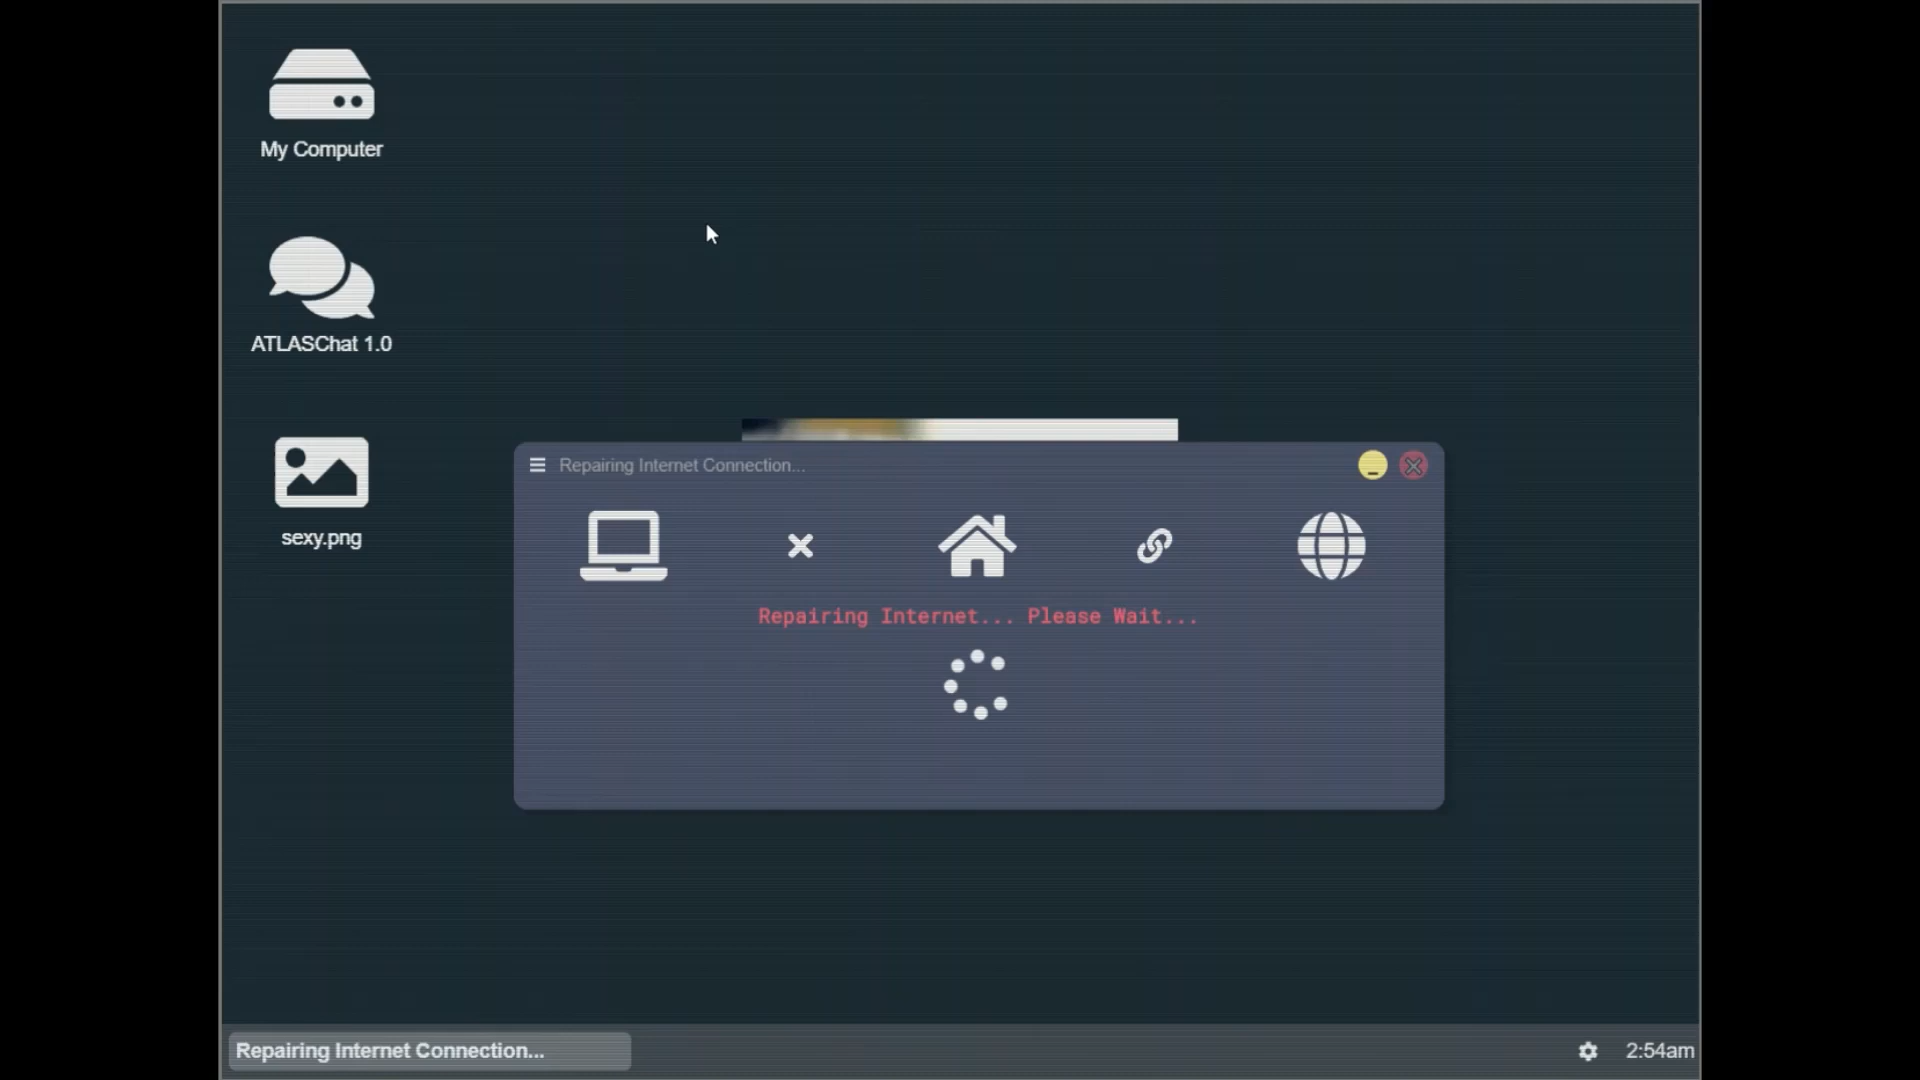 My Computer
ATLASChat 1.0
sexy.png
Repairing Internet Connection...
Repairing Internet... Please Wait...
Repairing Internet Connection...
2:54am